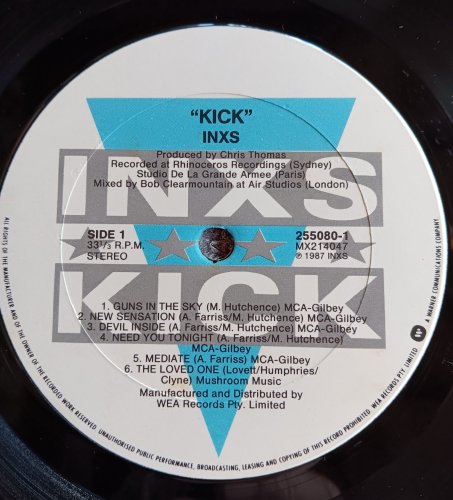 "KICK"
INXS
Produced by Chris Thomas
Recorded at Rhinoceros Recordings (Sydney)
Studio De La Grande Armee (Paris)
Mixed by Bob Clearmountain at Air Studios (London)
INXS
SIDE 1
33⅓ R.P.M.
STEREO
255080-1
MX214047
℗ 1987 INXS
KICK
1. GUNS IN THE SKY (M. Hutchence) MCA-Gilbey
2. NEW SENSATION (A. Farriss/M. Hutchence) MCA-Gilbey
3. DEVIL INSIDE (A. Farriss/M. Hutchence) MCA-Gilbey
4. NEED YOU TONIGHT (A. Farriss/M. Hutchence)
MCA-Gilbey
5. MEDIATE (A. Farriss) MCA-Gilbey
6. THE LOVED ONE (Lovett/Humphries/
Clyne) Mushroom Music
Manufactured and Distributed by
WEA Records Pty. Limited
ALL RIGHTS OF THE MANUFACTURER AND OF THE OWNER OF THE RECORDED WORK RESERVED. UNAUTHORISED PUBLIC PERFORMANCE, BROADCASTING, LEASING AND COPYING OF THIS RECORD PROHIBITED. WEA RECORDS PTY. LIMITED
A WARNER COMMUNICATIONS COMPANY.